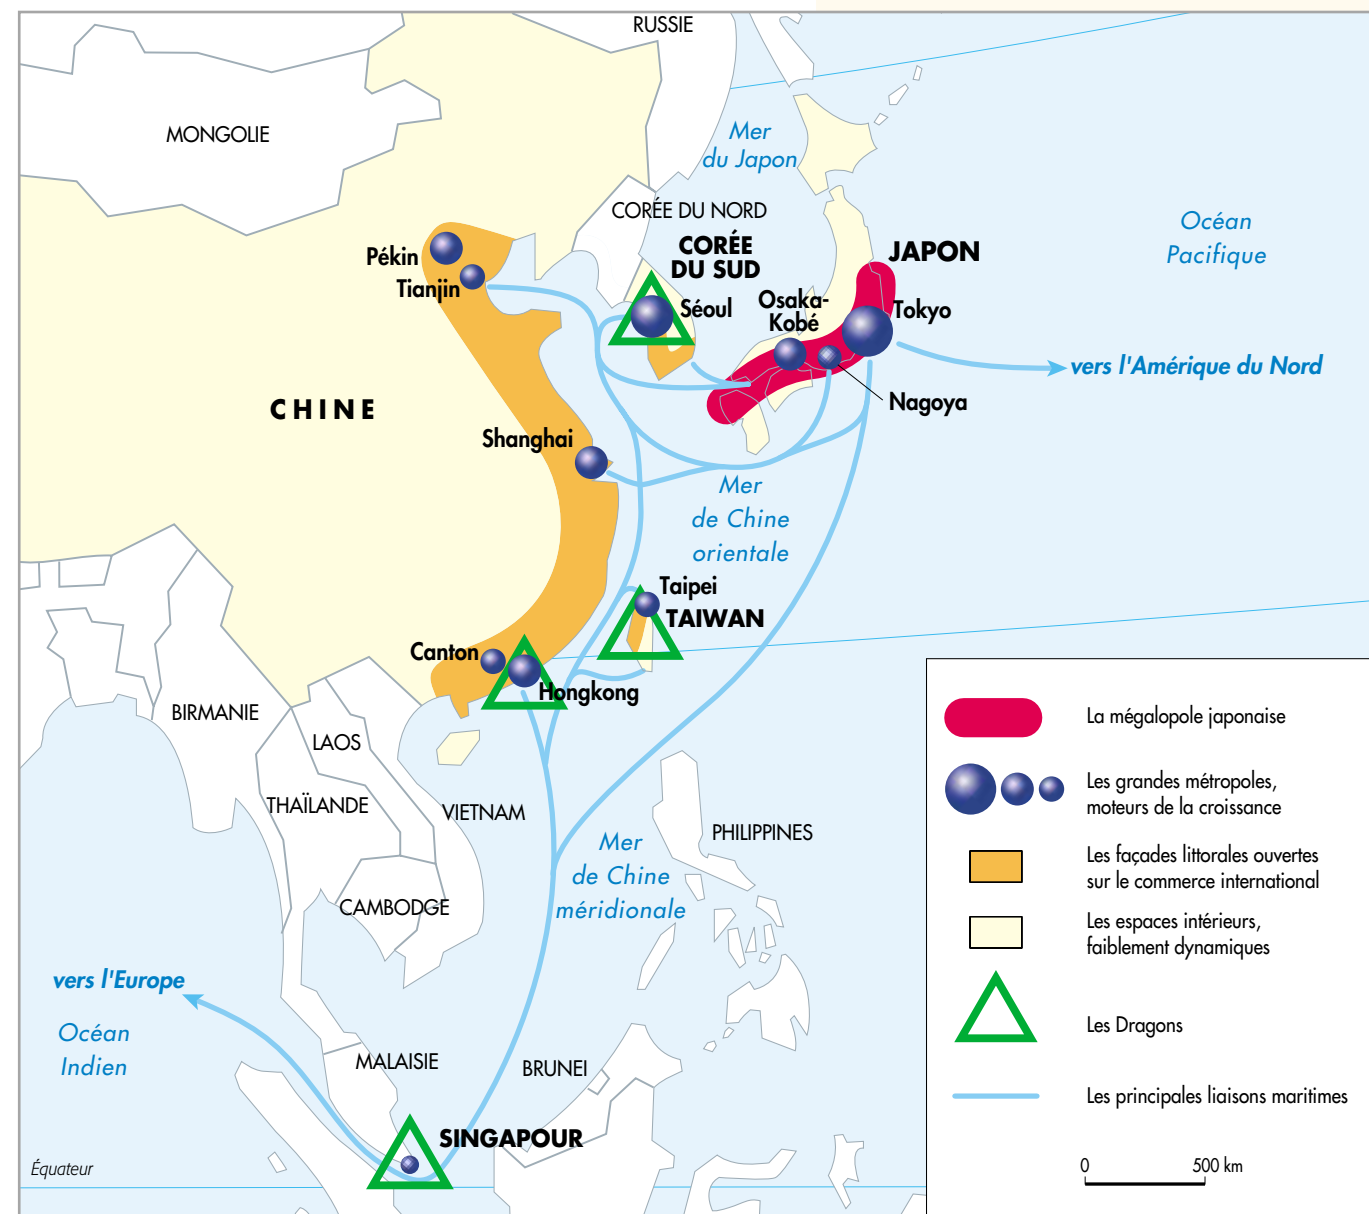 RUSSIE
MONGOLIE
Mer
du Japon
CORÉE DU NORD
CORÉE
DU SUD
JAPON
Océan
Pacifique
Pékin
Tianjin
Séoul
Osaka-
Kobé
Tokyo
vers l'Amérique du Nord
Nagoya
CHINE
Shanghai
Mer
de Chine
orientale
Taipei
TAIWAN
Canton
Hongkong
BIRMANIE
LAOS
THAÏLANDE
VIETNAM
PHILIPPINES
Mer
de Chine
méridionale
CAMBODGE
vers l'Europe
Océan
Indien
MALAISIE
BRUNEI
SINGAPOUR
Équateur
La mégalopole japonaise
Les grandes métropoles,
moteurs de la croissance
Les façades littorales ouvertes
sur le commerce international
Les espaces intérieurs,
faiblement dynamiques
Les Dragons
Les principales liaisons maritimes
0 500 km